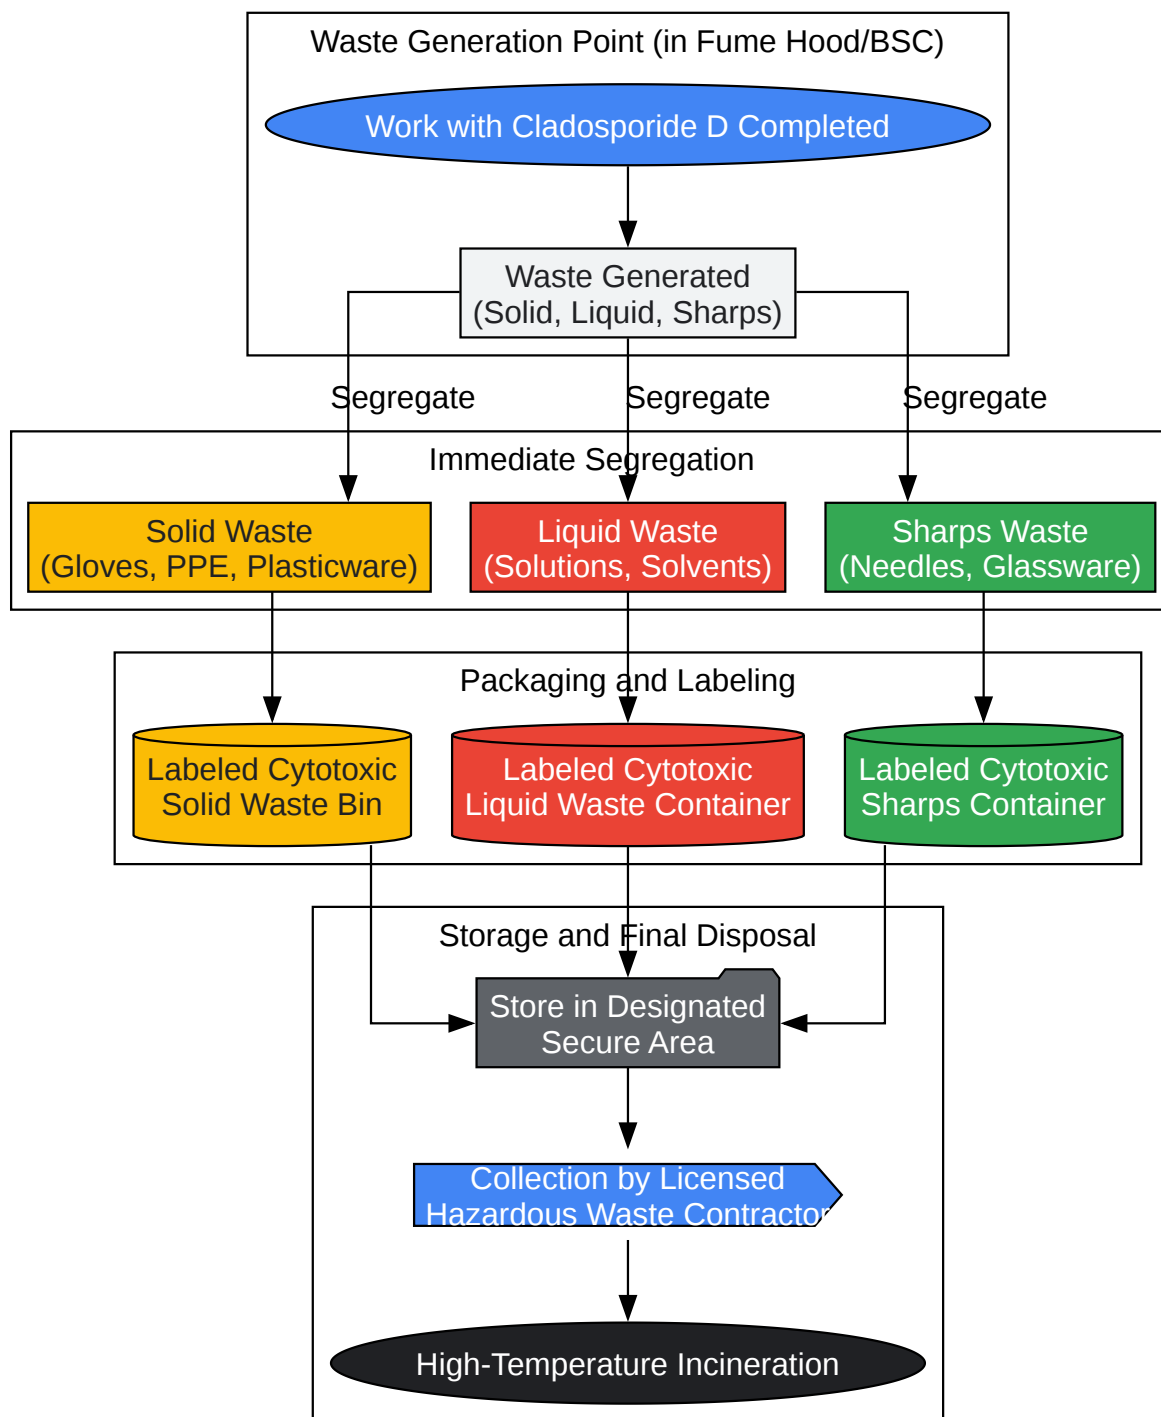 Waste Generation Point (in Fume Hood/BSC)
Work with Cladosporide D Completed
Waste Generated
(Solid, Liquid, Sharps)
Segregate
Segregate
Segregate
Immediate Segregation
Solid Waste
(Gloves, PPE, Plasticware)
Liquid Waste
(Solutions, Solvents)
Sharps Waste
(Needles, Glassware)
Packaging and Labeling
Labeled Cytotoxic
Solid Waste Bin
Labeled Cytotoxic
Liquid Waste Container
Labeled Cytotoxic
Sharps Container
Storage and Final Disposal
Store in Designated
Secure Area
Collection by Licensed
Hazardous Waste Contractor
High-Temperature Incineration